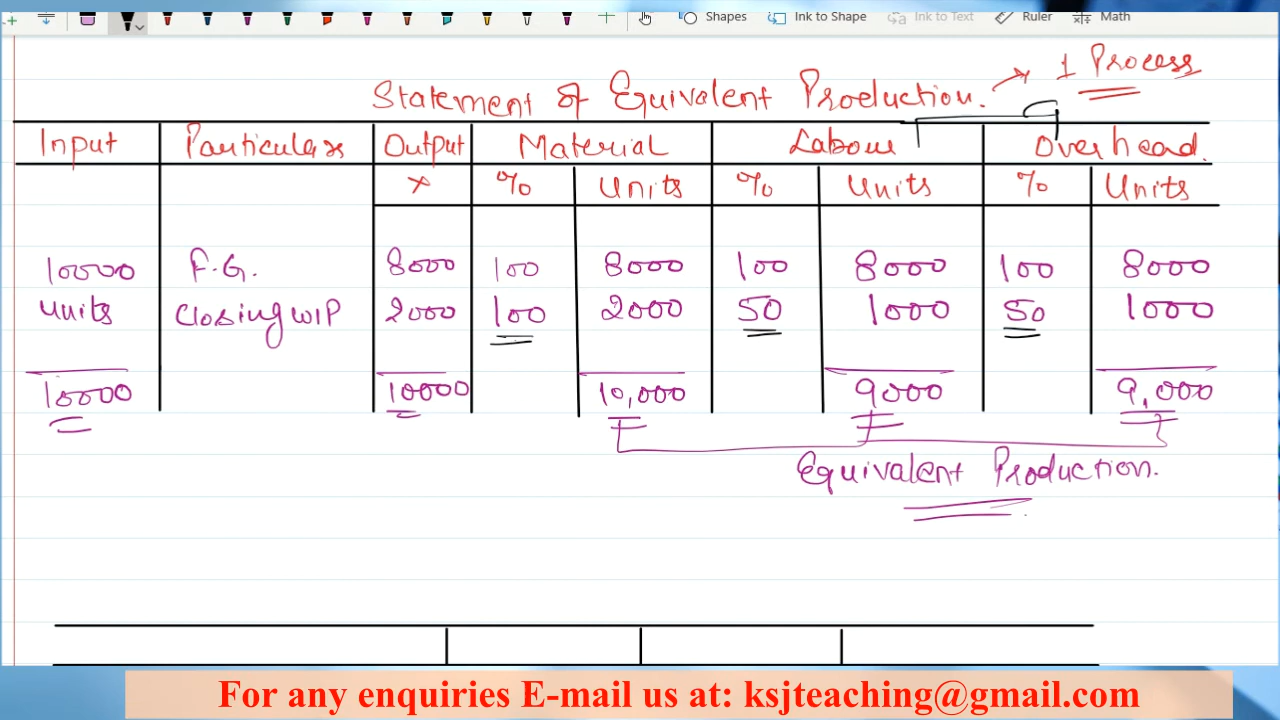 Shapes Ink to Shape Ink to Text Ruler Math
Statement of Equivalent Production. → 1 Process
Input Particulars Output Material Labour Overhead.
x % Units % Units % Units
10000 F.G. 8000 100 8000 100 8000 100 8000
units Closing WIP 2000 100 2000 50 1000 50 1000
10000 10000 10,000 9000 9,000
Equivalent Production.
For any enquiries E-mail us at: ksjteaching@gmail.com